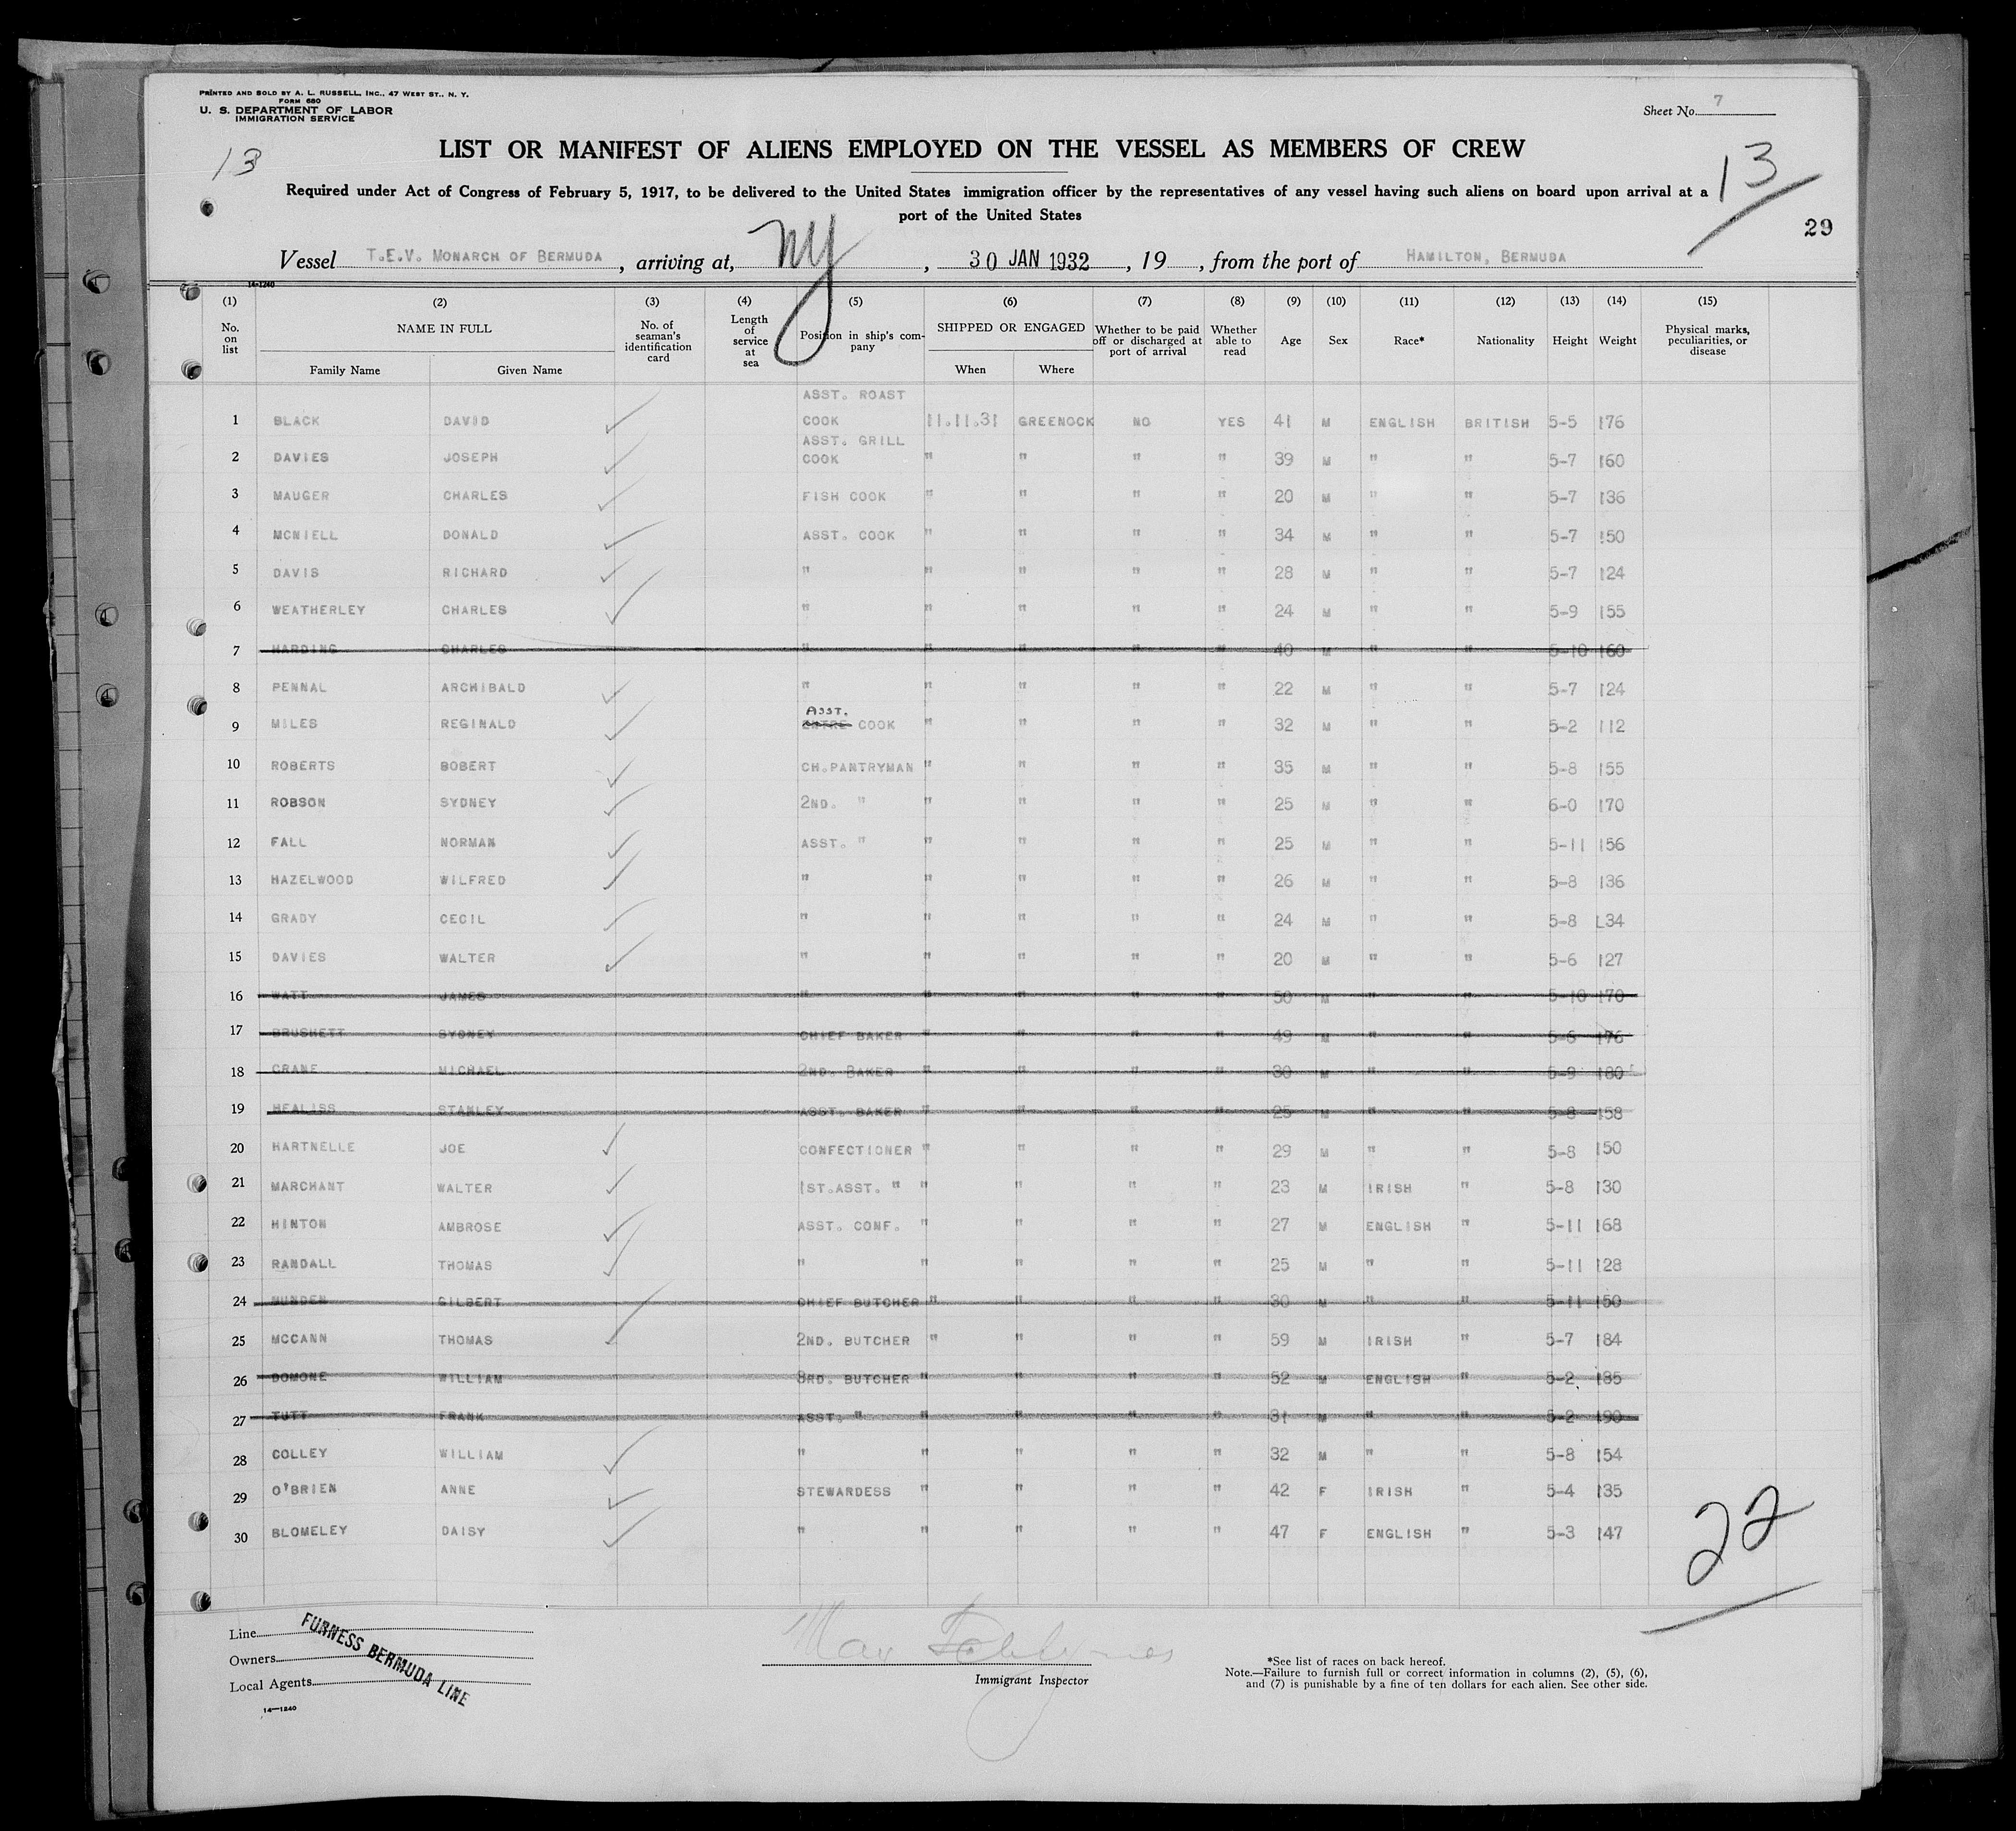 PRINTED AND SOLD BY A. L. RUSSELL, INC., 47 WEST ST., N. Y.
FORM 680
U. S. DEPARTMENT OF LABOR
IMMIGRATION SERVICE
Sheet No. 7
13
LIST OR MANIFEST OF ALIENS EMPLOYED ON THE VESSEL AS MEMBERS OF CREW
13
Required under Act of Congress of February 5, 1917, to be delivered to the United States immigration officer by the representatives of any vessel having such aliens on board upon arrival at a
port of the United States
29
Vessel T.E.V. MONARCH OF BERMUDA, arriving at, NY, 30 JAN 1932, 19, from the port of HAMILTON, BERMUDA
14-1240
(1) (2) (3) (4) (5) (6) (7) (8) (9) (10) (11) (12) (13) (14) (15)
No. on list NAME IN FULL Family Name Given Name No. of seaman's identification card Length of service at sea Position in ship's company SHIPPED OR ENGAGED When Where Whether to be paid off or discharged at port of arrival Whether able to read Age Sex Race* Nationality Height Weight Physical marks, peculiarities, or disease
1 BLACK DAVID ASST. ROAST COOK 11.11.31 GREENOCK NO YES 41 M ENGLISH BRITISH 5-5 176
2 DAVIES JOSEPH ASST. GRILL COOK " " " " 39 M " " 5-7 160
3 MAUGER CHARLES FISH COOK " " " " 20 M " " 5-7 136
4 MCNIELL DONALD ASST. COOK " " " " 34 M " " 5-7 150
5 DAVIS RICHARD " " " " " 28 M " " 5-7 124
6 WEATHERLEY CHARLES " " " " " 24 M " " 5-9 155
7 HARDING CHARLES " " " " " 40 M " " 5-10 160
8 PENNAL ARCHIBALD " " " " " 22 M " " 5-7 124
9 MILES REGINALD ASST. ENTRE COOK " " " " 32 M " " 5-2 112
10 ROBERTS BOBERT CH.PANTRYMAN " " " " 35 M " " 5-8 155
11 ROBSON SYDNEY 2ND. " " " " " 25 M " " 6-0 170
12 FALL NORMAN ASST. " " " " " 25 M " " 5-11 156
13 HAZELWOOD WILFRED " " " " " 26 M " " 5-8 136
14 GRADY CECIL " " " " " 24 M " " 5-8 L34
15 DAVIES WALTER " " " " " 20 M " " 5-6 127
16 WATT JAMES " " " " " 50 M " " 5-10 170
17 BRUSHETT SYDNEY CHIEF BAKER " " " " 49 M " " 5-6 176
18 CRANE MICHAEL 2ND. BAKER " " " " 30 M " " 5-9 180
19 HEALISS STANLEY ASST. BAKER " " " " 25 M " " 5-8 158
20 HARTNELLE JOE CONFECTIONER " " " " 29 M " " 5-8 150
21 MARCHANT WALTER 1ST.ASST. " " " " " 23 M IRISH " 5-8 130
22 HINTON AMBROSE ASST. CONF. " " " " 27 M ENGLISH " 5-11 168
23 RANDALL THOMAS " " " " " 25 M " " 5-11 128
24 MUNDEN GILBERT CHIEF BUTCHER " " " " 30 M " " 5-11 150
25 MCCANN THOMAS 2ND. BUTCHER " " " " 59 M IRISH " 5-7 184
26 DOMONE WILLIAM 3RD. BUTCHER " " " " 52 M ENGLISH " 5-2 185
27 TUTT FRANK ASST. " " " " " 31 M " " 5-2 190
28 COLLEY WILLIAM " " " " " 32 M " " 5-8 154
29 O'BRIEN ANNE STEWARDESS " " " " 42 F IRISH " 5-4 135
30 BLOMELEY DAISY " " " " " 47 F ENGLISH " 5-3 147
22
Line
Owners
Local Agents
FURNESS BERMUDA LINE
14-1240
Max
Immigrant Inspector
*See list of races on back hereof.
Note.—Failure to furnish full or correct information in columns (2), (5), (6),
and (7) is punishable by a fine of ten dollars for each alien. See other side.